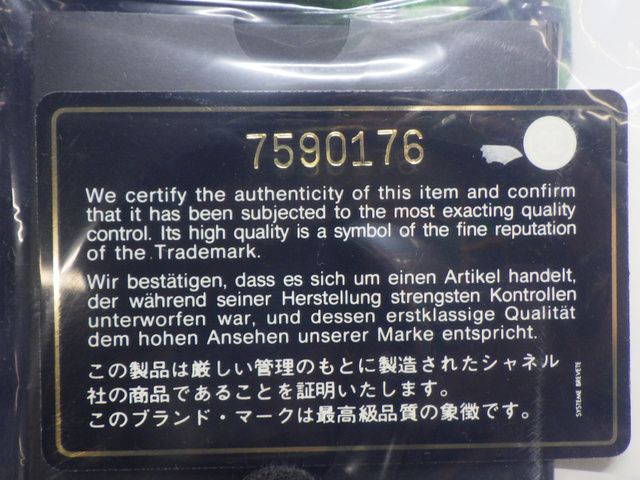 7590176
We certify the authenticity of this item and confirm
that it has been subjected to the most exacting quality
control. Its high quality is a symbol of the fine reputation
of the Trademark.
Wir bestätigen, dass es sich um einen Artikel handelt,
der während seiner Herstellung strengsten Kontrollen
unterworfen war, und dessen erstklassige Qualität
dem hohen Ansehen unserer Marke entspricht.
この製品は厳しい管理のもとに製造されたシャネル
社の商品であることを証明いたします。
このブランド・マークは最高級品質の象徴です。
SYSTEME BREVETE